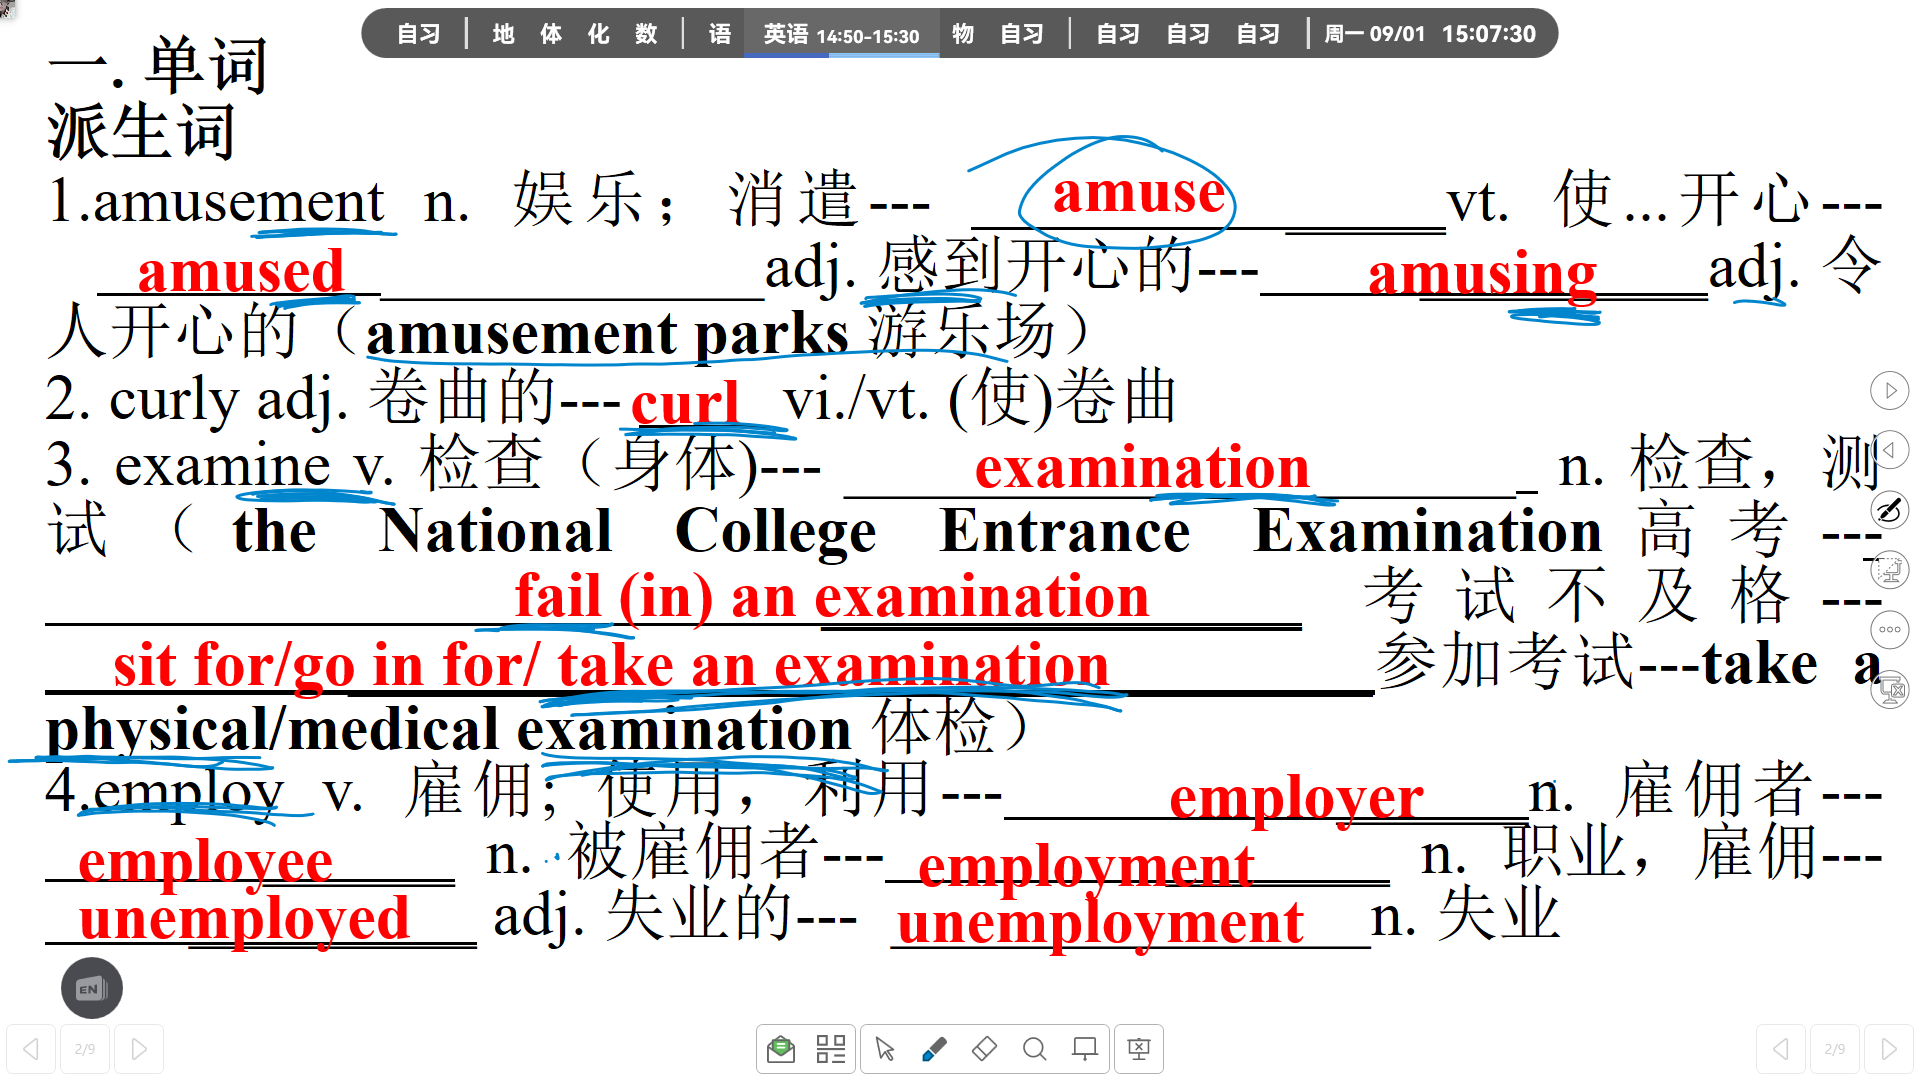 自习 | 地 体 化 数 | 语 英语 14:50-15:30 物 自习 | 自习 自习 自习 | 周一 09/01 15:07:30
一. 单词
派生词
1.amusement n. 娱乐；消遣--- amuse vt. 使...开心---
amused adj. 感到开心的--- amusing adj. 令
人开心的（amusement parks 游乐场）
2. curly adj. 卷曲的---curl vi./vt. (使)卷曲
3. examine v. 检查（身体)--- examination n. 检查，测
试（the National College Entrance Examination 高考---
fail (in) an examination 考试不及格---
sit for/go in for/ take an examination 参加考试---take a
physical/medical examination 体检）
4.employ v. 雇佣; 使用，利用--- employer n. 雇佣者---
employee n. 被雇佣者--- employment n. 职业，雇佣---
unemployed adj. 失业的--- unemployment n. 失业
EN
2/9
2/9